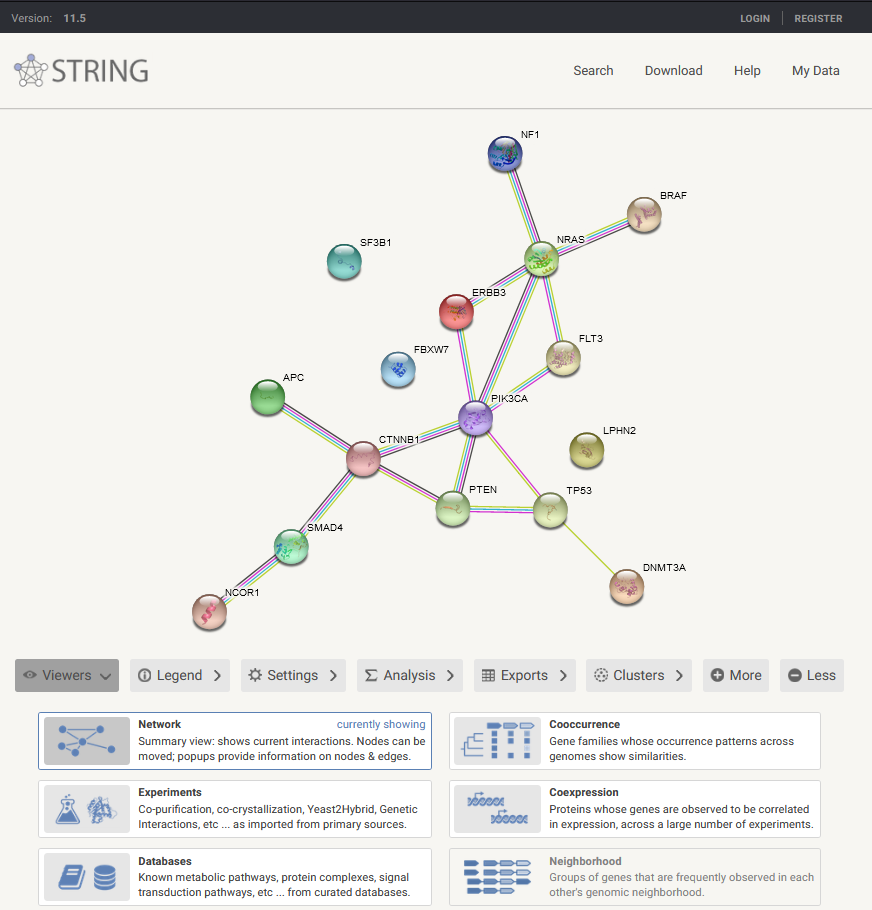 Version: 11.5
LOGIN REGISTER
STRING
Search Download Help My Data
NF1
BRAF
NRAS
SF3B1
ERBB3
FLT3
FBXW7
APC
PIK3CA
LPHN2
CTNNB1
PTEN
TP53
SMAD4
DNMT3A
NCOR1
Viewers Legend Settings Analysis Exports Clusters More Less
Network currently showing
Summary view: shows current interactions. Nodes can be
moved; popups provide information on nodes & edges.
Cooccurrence
Gene families whose occurrence patterns across
genomes show similarities.
Experiments
Co-purification, co-crystallization, Yeast2Hybrid, Genetic
Interactions, etc ... as imported from primary sources.
Coexpression
Proteins whose genes are observed to be correlated
in expression, across a large number of experiments.
Databases
Known metabolic pathways, protein complexes, signal
transduction pathways, etc ... from curated databases.
Neighborhood
Groups of genes that are frequently observed in each
other's genomic neighborhood.